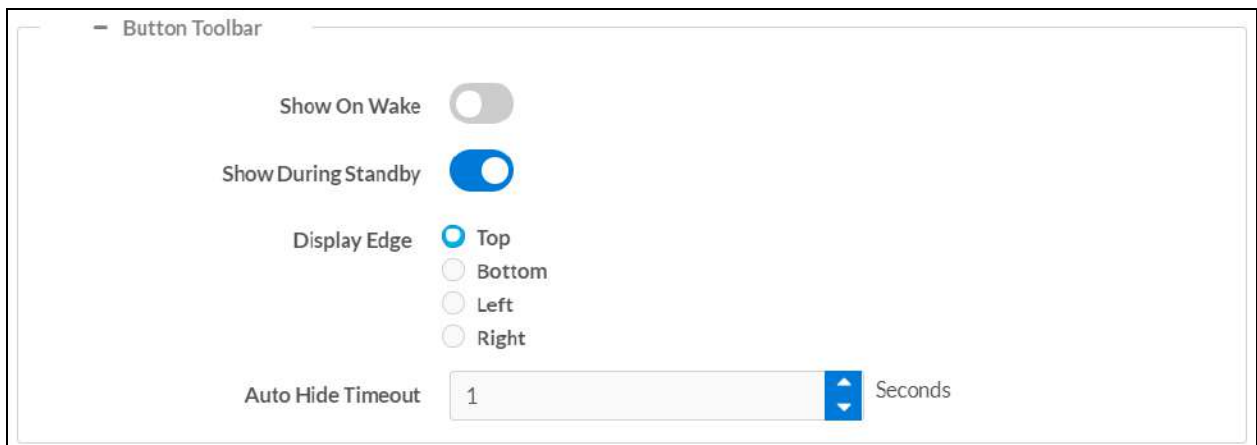 Button Toolbar
Show On Wake
Show During Standby
Display Edge Top
Bottom
Left
Right
Auto Hide Timeout 1 Seconds